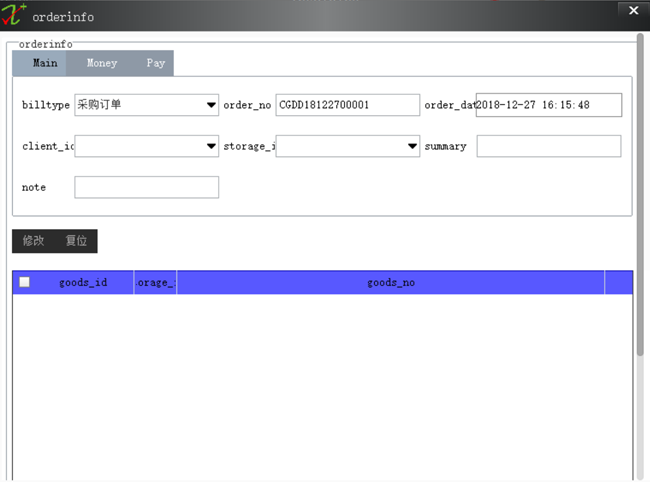 orderinfo
orderinfo
Main Money Pay
billtype 采购订单 order_no CGDD18122700001 order_dat 2018-12-27 16:15:48
client_id storage_i summary
note
修改 复位
goods_id orage_ goods_no